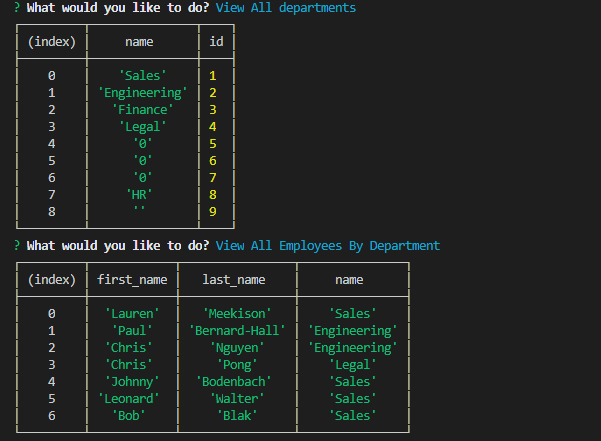 ? What would you like to do? View All departments
(index) name id
0 'Sales' 1
1 'Engineering' 2
2 'Finance' 3
3 'Legal' 4
4 '0' 5
5 '0' 6
6 '0' 7
7 'HR' 8
8 '' 9
? What would you like to do? View All Employees By Department
(index) first_name last_name name
0 'Lauren' 'Meekison' 'Sales'
1 'Paul' 'Bernard-Hall' 'Engineering'
2 'Chris' 'Nguyen' 'Engineering'
3 'Chris' 'Pong' 'Legal'
4 'Johnny' 'Bodenbach' 'Sales'
5 'Leonard' 'Walter' 'Sales'
6 'Bob' 'Blak' 'Sales'